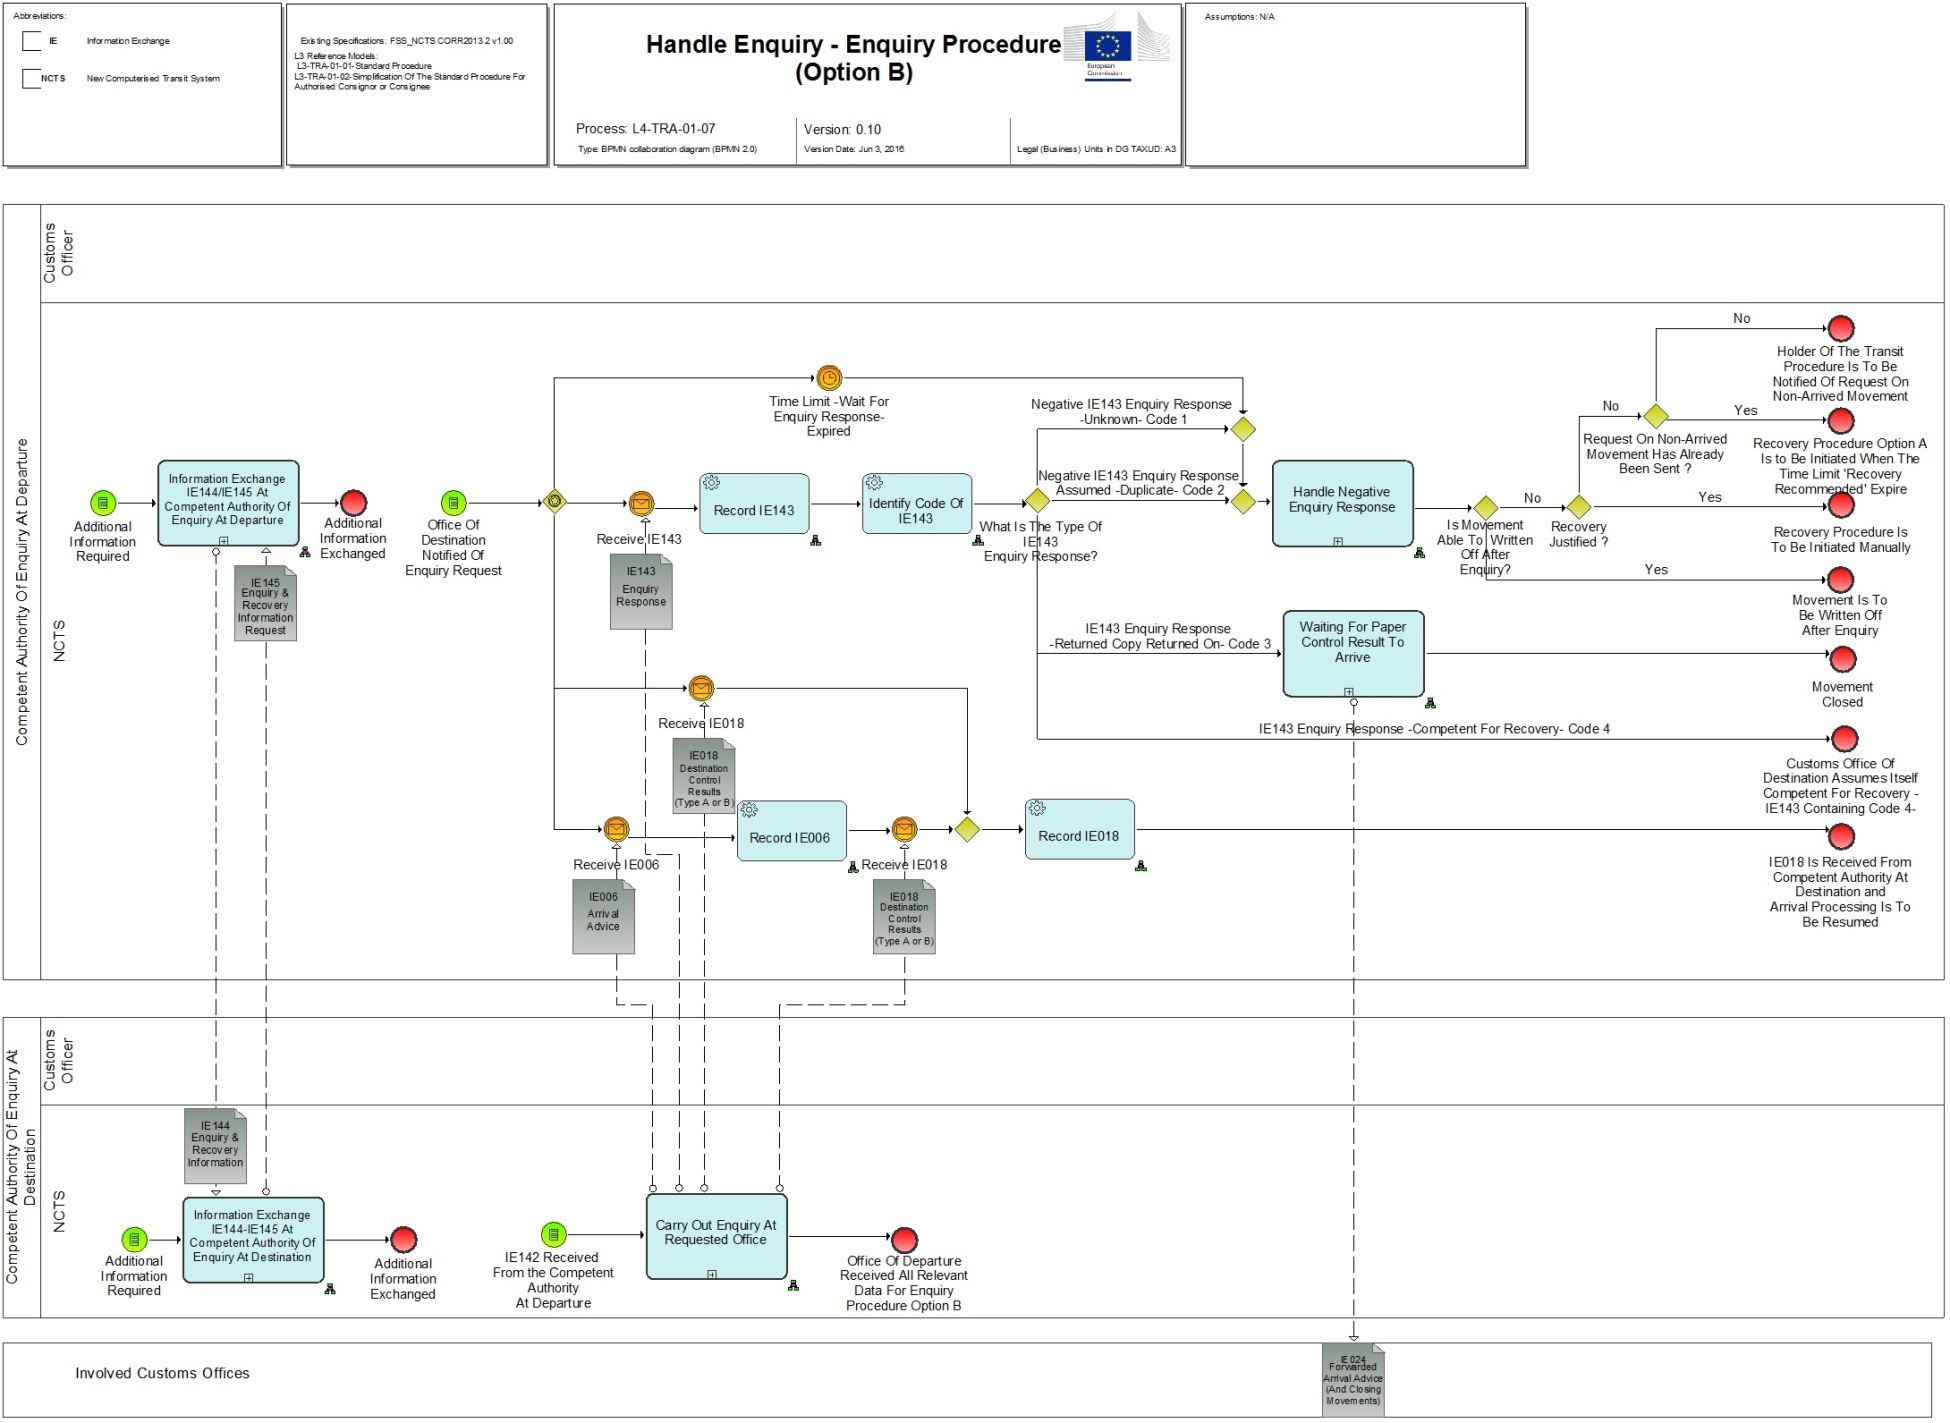 Abbreviations:
IE
Information Exchange
NCTS
New Computerised Transit System
Existing Specifications: FSS_NCTS CORR2013 2 v1.00
L3 Reference Models:
L3-TRA-01-01-Standard Procedure
L3-TRA-01-02-Simplification Of The Standard Procedure For
Authorised Consignor or Consignee
Handle Enquiry - Enquiry Procedure
(Option B)
European
Commission
Process: L4-TRA-01-07
Type: BPMN collaboration diagram (BPMN 2.0)
Version: 0.10
Version Date: Jun 3, 2016
Legal (Business) Units in DG TAXUD: A3
Assumptions: N/A
Competent Authority Of Enquiry At Departure
Customs
Officer
NCTS
Additional
Information
Required
Information Exchange
IE144/IE145 At
Competent Authority Of
Enquiry At Departure
Additional
Information
Exchanged
IE145
Enquiry &
Recovery
Information
Request
Office Of
Destination
Notified Of
Enquiry Request
Time Limit -Wait For
Enquiry Response-
Expired
Receive IE143
IE143
Enquiry
Response
Record IE143
Identify Code Of
IE143
What Is The Type Of
IE143
Enquiry Response?
Negative IE143 Enquiry Response
-Unknown- Code 1
Negative IE143 Enquiry Response
Assumed -Duplicate- Code 2
Handle Negative
Enquiry Response
Is Movement
Able To Written
Off After
Enquiry?
No
Yes
Recovery
Justified ?
No
Yes
Request On Non-Arrived
Movement Has Already
Been Sent ?
No
Yes
Holder Of The Transit
Procedure Is To Be
Notified Of Request On
Non-Arrived Movement
Recovery Procedure Option A
Is to Be Initiated When The
Time Limit 'Recovery
Recommended' Expire
Recovery Procedure Is
To Be Initiated Manually
Movement Is To
Be Written Off
After Enquiry
IE143 Enquiry Response
-Returned Copy Returned On- Code 3
Waiting For Paper
Control Result To
Arrive
Movement
Closed
IE143 Enquiry Response -Competent For Recovery- Code 4
Customs Office Of
Destination Assumes Itself
Competent For Recovery -
IE143 Containing Code 4-
Receive IE018
IE018
Destination
Control
Results
(Type A or B)
Receive IE006
IE006
Arrival
Advice
Record IE006
Receive IE018
IE018
Destination
Control
Results
(Type A or B)
Record IE018
IE018 Is Received From
Competent Authority At
Destination and
Arrival Processing Is To
Be Resumed
Competent Authority Of Enquiry At
Destination
Customs
Officer
NCTS
IE144
Enquiry &
Recovery
Information
Additional
Information
Required
Information Exchange
IE144-IE145 At
Competent Authority Of
Enquiry At Destination
Additional
Information
Exchanged
IE142 Received
From the Competent
Authority
At Departure
Carry Out Enquiry At
Requested Office
Office Of Departure
Received All Relevant
Data For Enquiry
Procedure Option B
Involved Customs Offices
IE024
Forwarded
Arrival Advice
(And Closing
Movements)